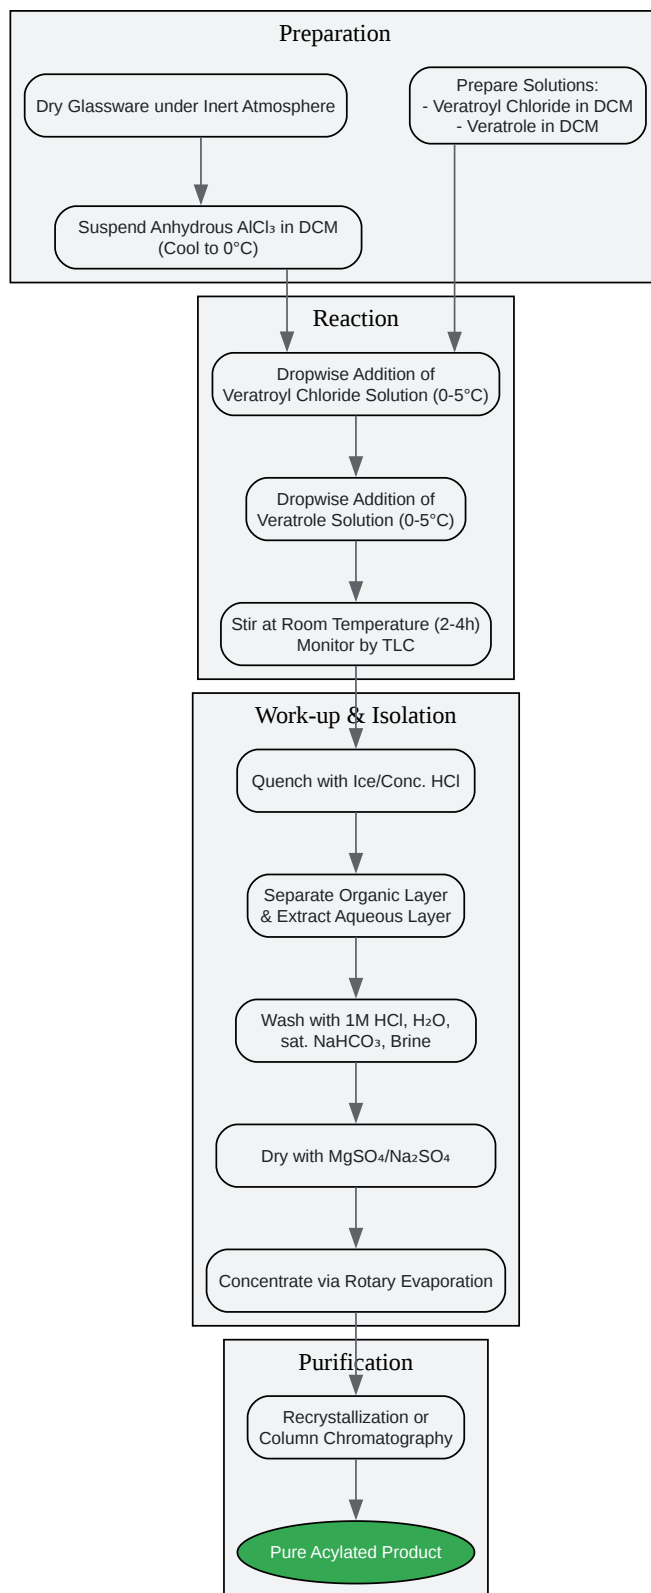 Preparation
Dry Glassware under Inert Atmosphere
Prepare Solutions:
- Veratroyl Chloride in DCM
- Veratrole in DCM
Suspend Anhydrous AlCl₃ in DCM
(Cool to 0°C)
Reaction
Dropwise Addition of
Veratroyl Chloride Solution (0-5°C)
Dropwise Addition of
Veratrole Solution (0-5°C)
Stir at Room Temperature (2-4h)
Monitor by TLC
Work-up & Isolation
Quench with Ice/Conc. HCl
Separate Organic Layer
& Extract Aqueous Layer
Wash with 1M HCl, H₂O,
sat. NaHCO₃, Brine
Dry with MgSO₄/Na₂SO₄
Concentrate via Rotary Evaporation
Purification
Recrystallization or
Column Chromatography
Pure Acylated Product